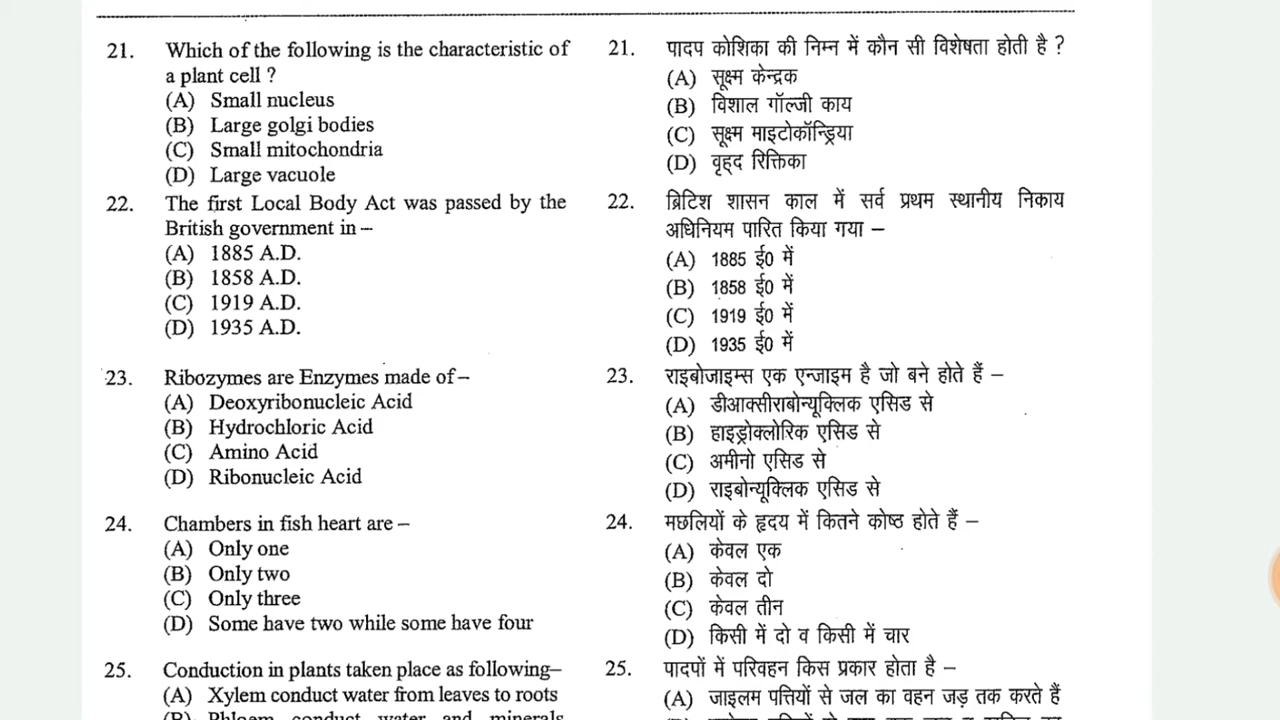 21. Which of the following is the characteristic of
a plant cell ?
(A) Small nucleus
(B) Large golgi bodies
(C) Small mitochondria
(D) Large vacuole
22. The first Local Body Act was passed by the
British government in –
(A) 1885 A.D.
(B) 1858 A.D.
(C) 1919 A.D.
(D) 1935 A.D.
23. Ribozymes are Enzymes made of –
(A) Deoxyribonucleic Acid
(B) Hydrochloric Acid
(C) Amino Acid
(D) Ribonucleic Acid
24. Chambers in fish heart are –
(A) Only one
(B) Only two
(C) Only three
(D) Some have two while some have four
25. Conduction in plants taken place as following–
(A) Xylem conduct water from leaves to roots
(B) Phloem conduct water and minerals
21. पादप कोशिका की निम्न में कौन सी विशेषता होती है ?
(A) सूक्ष्म केन्द्रक
(B) विशाल गॉल्जी काय
(C) सूक्ष्म माइटोकॉन्ड्रिया
(D) वृह्द रिक्तिका
22. ब्रिटिश शासन काल में सर्व प्रथम स्थानीय निकाय
अधिनियम पारित किया गया –
(A) 1885 ई0 में
(B) 1858 ई0 में
(C) 1919 ई0 में
(D) 1935 ई0 में
23. राइबोजाइम्स एक एन्जाइम है जो बने होते हैं –
(A) डीआक्सीराबोन्यूक्लिक एसिड से
(B) हाइड्रोक्लोरिक एसिड से
(C) अमीनो एसिड से
(D) राइबोन्यूक्लिक एसिड से
24. मछलियों के हृदय में कितने कोष्ठ होते हैं –
(A) केवल एक
(B) केवल दो
(C) केवल तीन
(D) किसी में दो व किसी में चार
25. पादपों में परिवहन किस प्रकार होता है –
(A) जाइलम पत्तियों से जल का वहन जड़ तक करते हैं